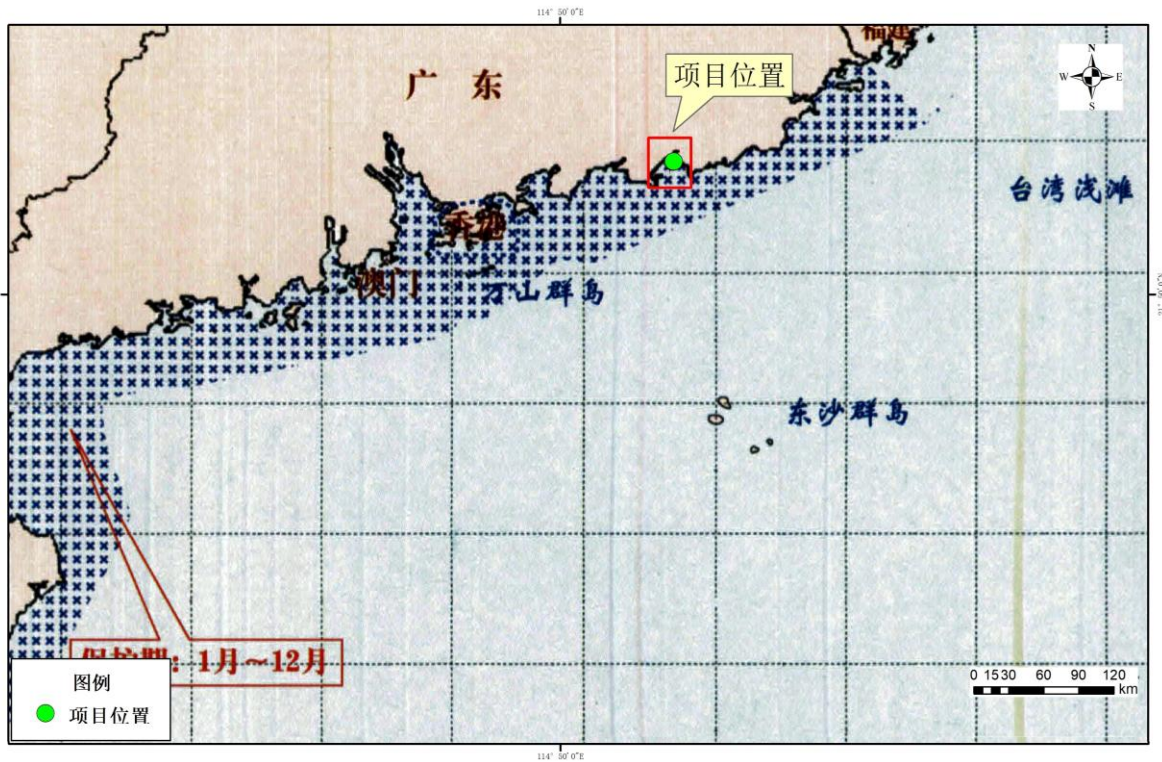 114° 50′ 0″E
福建
N
W E
S
项目位置
广 东
台湾浅滩
香港
澳门
万山群岛
东沙群岛
保护期：1月～12月
图例
项目位置
0 15 30 60 90 120
km
114° 50′ 0″E